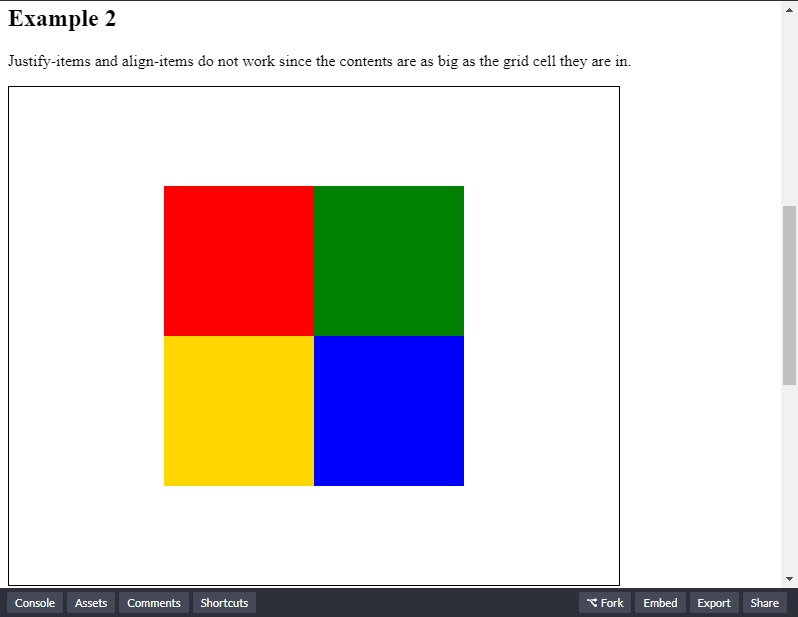 Example 2
Justify-items and align-items do not work since the contents are as big as the grid cell they are in.
Console Assets Comments Shortcuts Fork Embed Export Share